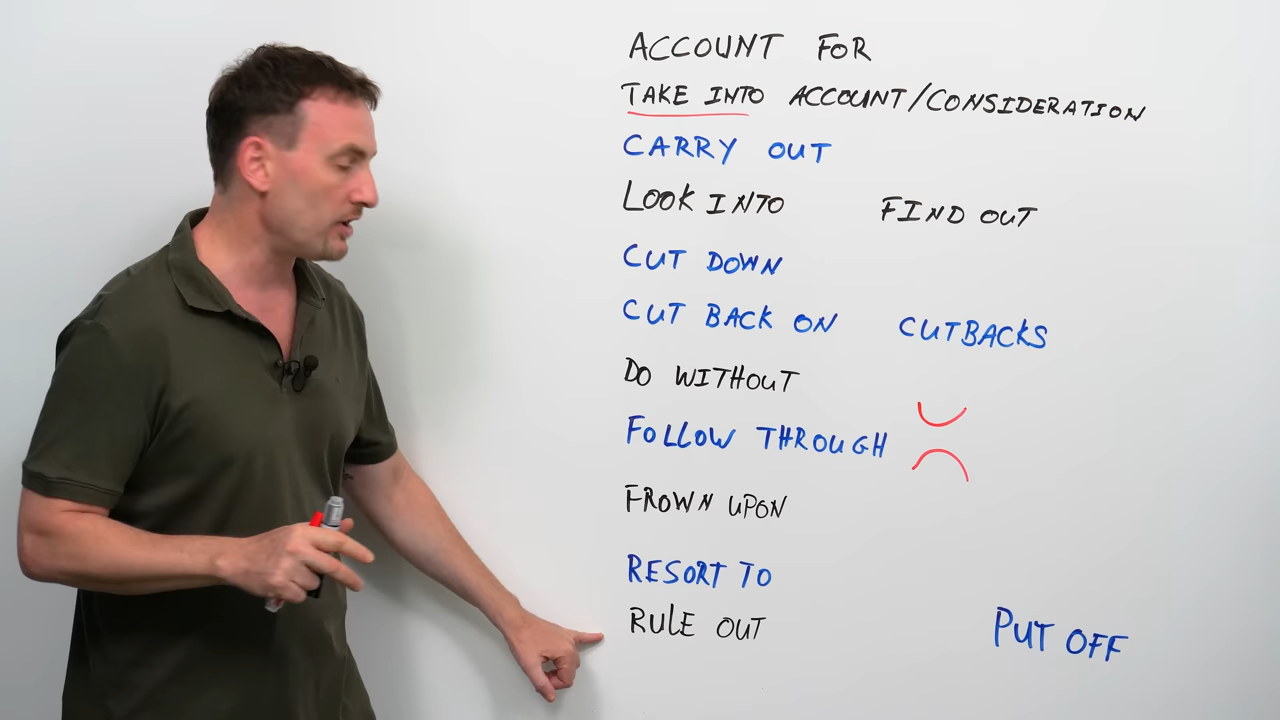 ACCOUNT FOR
TAKE INTO ACCOUNT/CONSIDERATION
CARRY OUT
LOOK INTO FIND OUT
CUT DOWN
CUT BACK ON CUTBACKS
DO WITHOUT
FOLLOW THROUGH
FROWN UPON
RESORT TO
RULE OUT PUT OFF